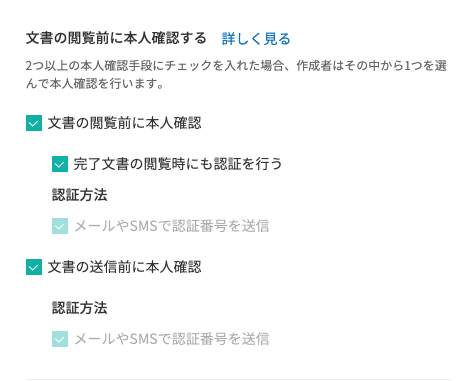 文書の閲覧前に本人確認する 詳しく見る
2つ以上の本人確認手段にチェックを入れた場合、作成者はその中から1つを選
んで本人確認を行います。
文書の閲覧前に本人確認
完了文書の閲覧時にも認証を行う
認証方法
メールやSMSで認証番号を送信
文書の送信前に本人確認
認証方法
メールやSMSで認証番号を送信